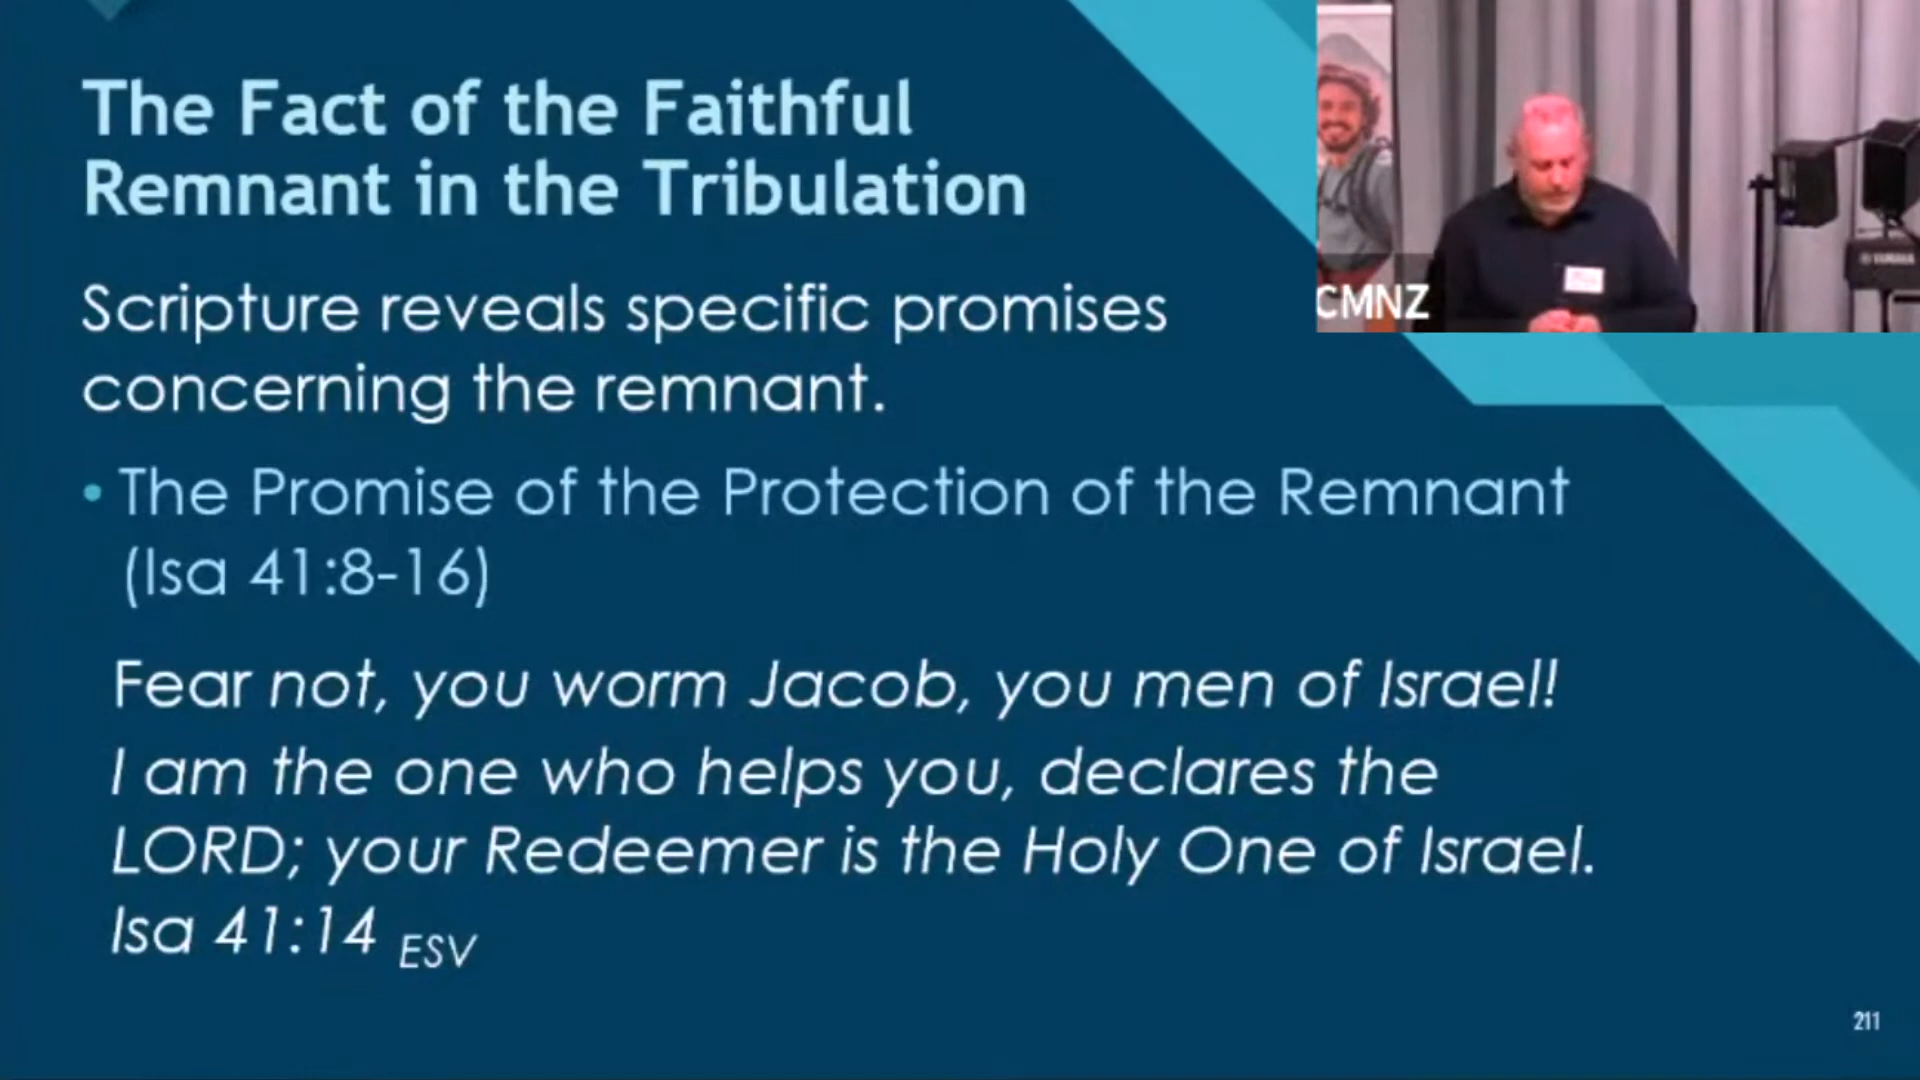 The Fact of the Faithful
Remnant in the Tribulation
Scripture reveals specific promises
concerning the remnant.
• The Promise of the Protection of the Remnant
(Isa 41:8-16)
Fear not, you worm Jacob, you men of Israel!
I am the one who helps you, declares the
LORD; your Redeemer is the Holy One of Israel.
Isa 41:14 ESV
CMNZ
YAMAHA
211